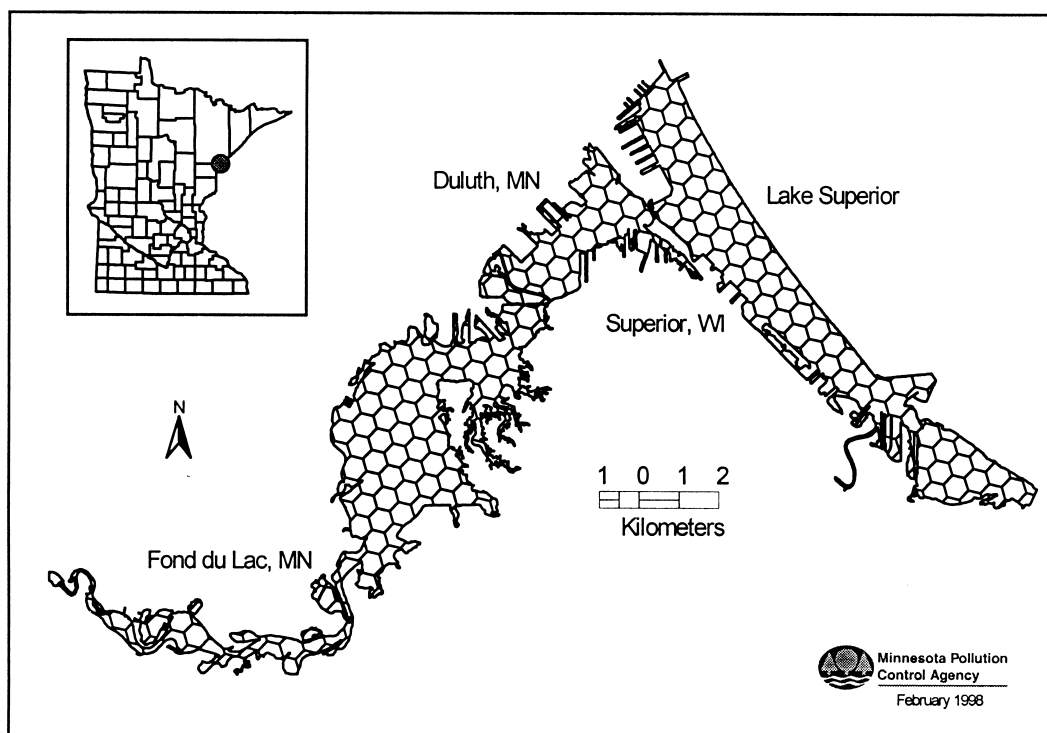 Duluth, MN
Lake Superior
Superior, WI
N
1 0 1 2
Kilometers
Fond du Lac, MN
Minnesota Pollution
Control Agency
February 1998